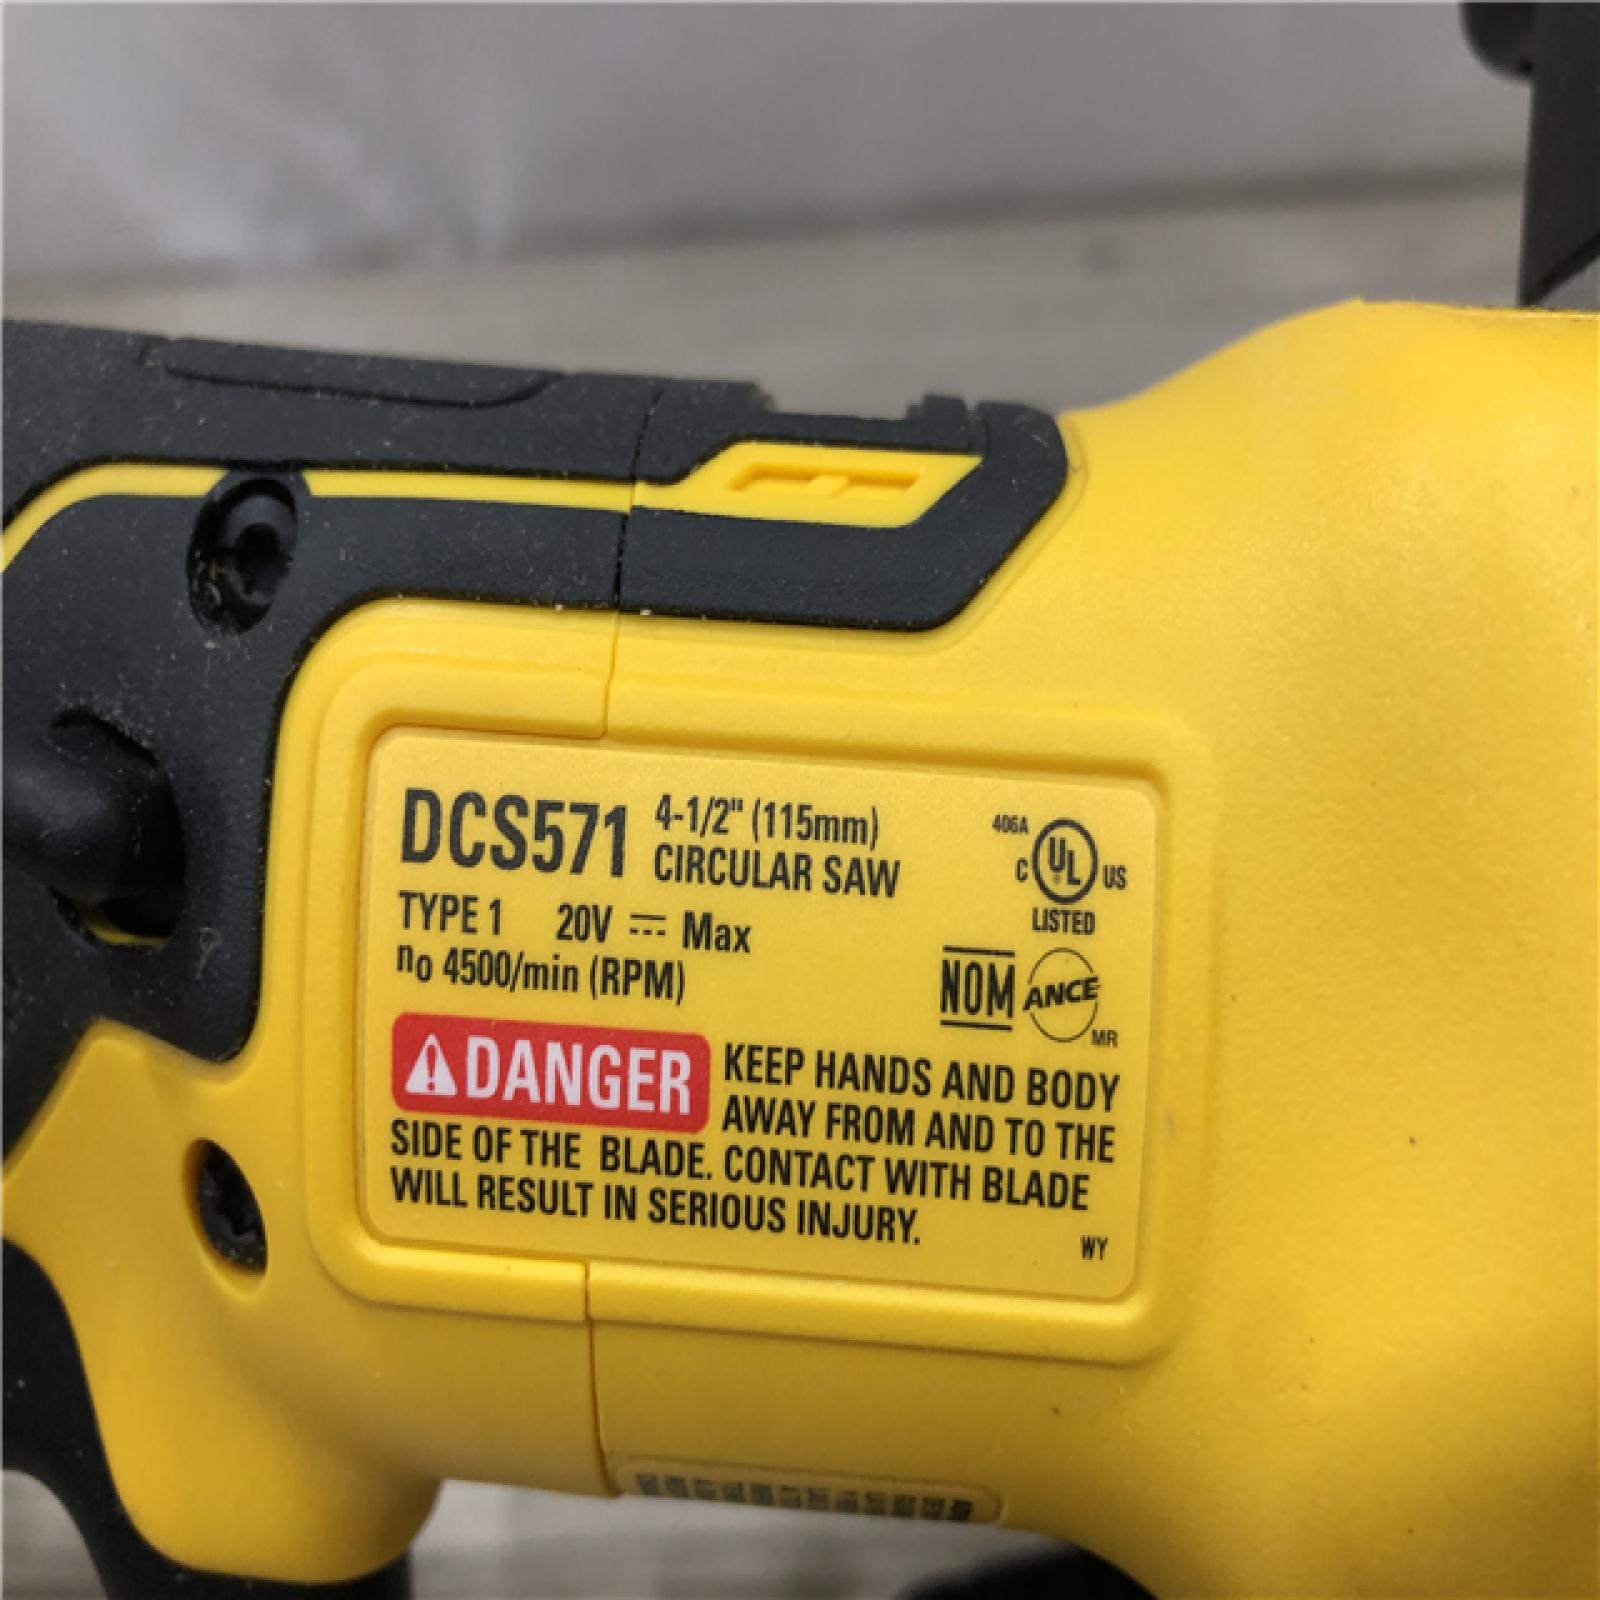 DCS571 4-1/2" (115mm)
CIRCULAR SAW
TYPE 1 20V ⎓ Max
n₀ 4500/min (RPM)
406A
C UL US
LISTED
NOM ANCE
MR
⚠DANGER KEEP HANDS AND BODY
AWAY FROM AND TO THE
SIDE OF THE BLADE. CONTACT WITH BLADE
WILL RESULT IN SERIOUS INJURY.
WY